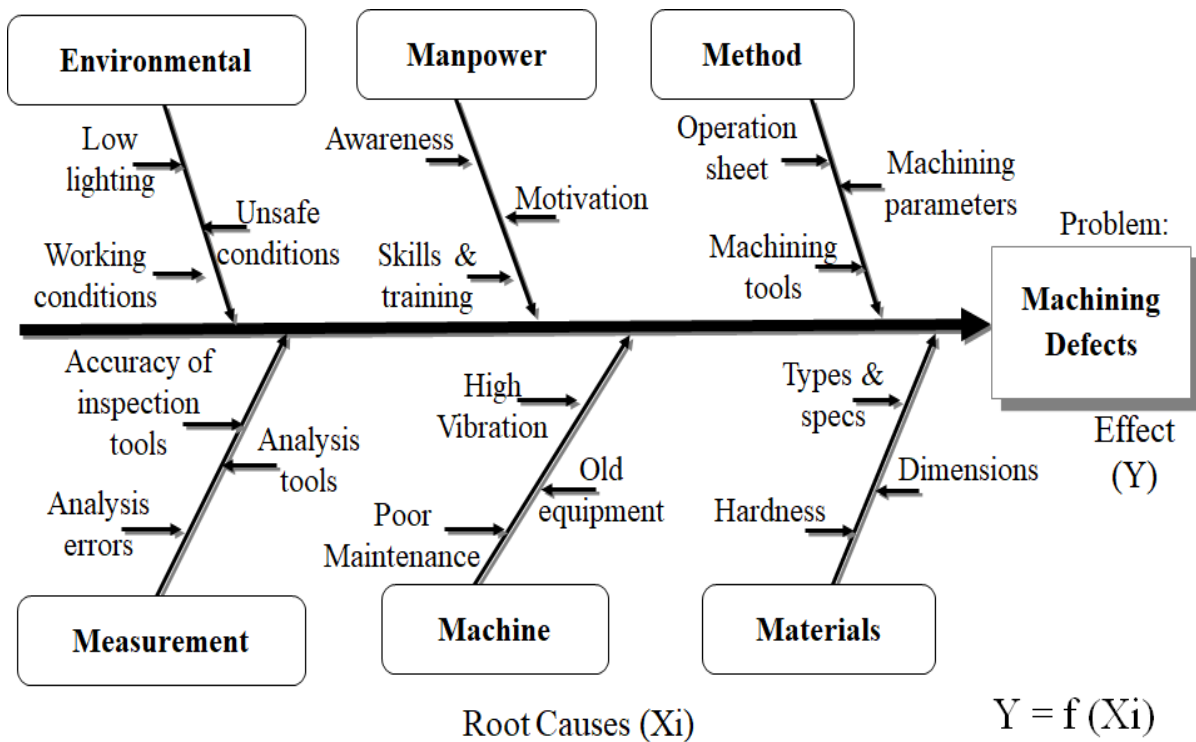 Environmental
Manpower
Method
Low
lighting
Unsafe
conditions
Working
conditions
Awareness
Motivation
Skills &
training
Operation
sheet
Machining
parameters
Machining
tools
Problem:
Machining
Defects
Effect
(Y)
Accuracy of
inspection
tools
Analysis
tools
Analysis
errors
High
Vibration
Old
equipment
Poor
Maintenance
Types &
specs
Dimensions
Hardness
Measurement
Machine
Materials
Root Causes (Xi)
Y = f (Xi)